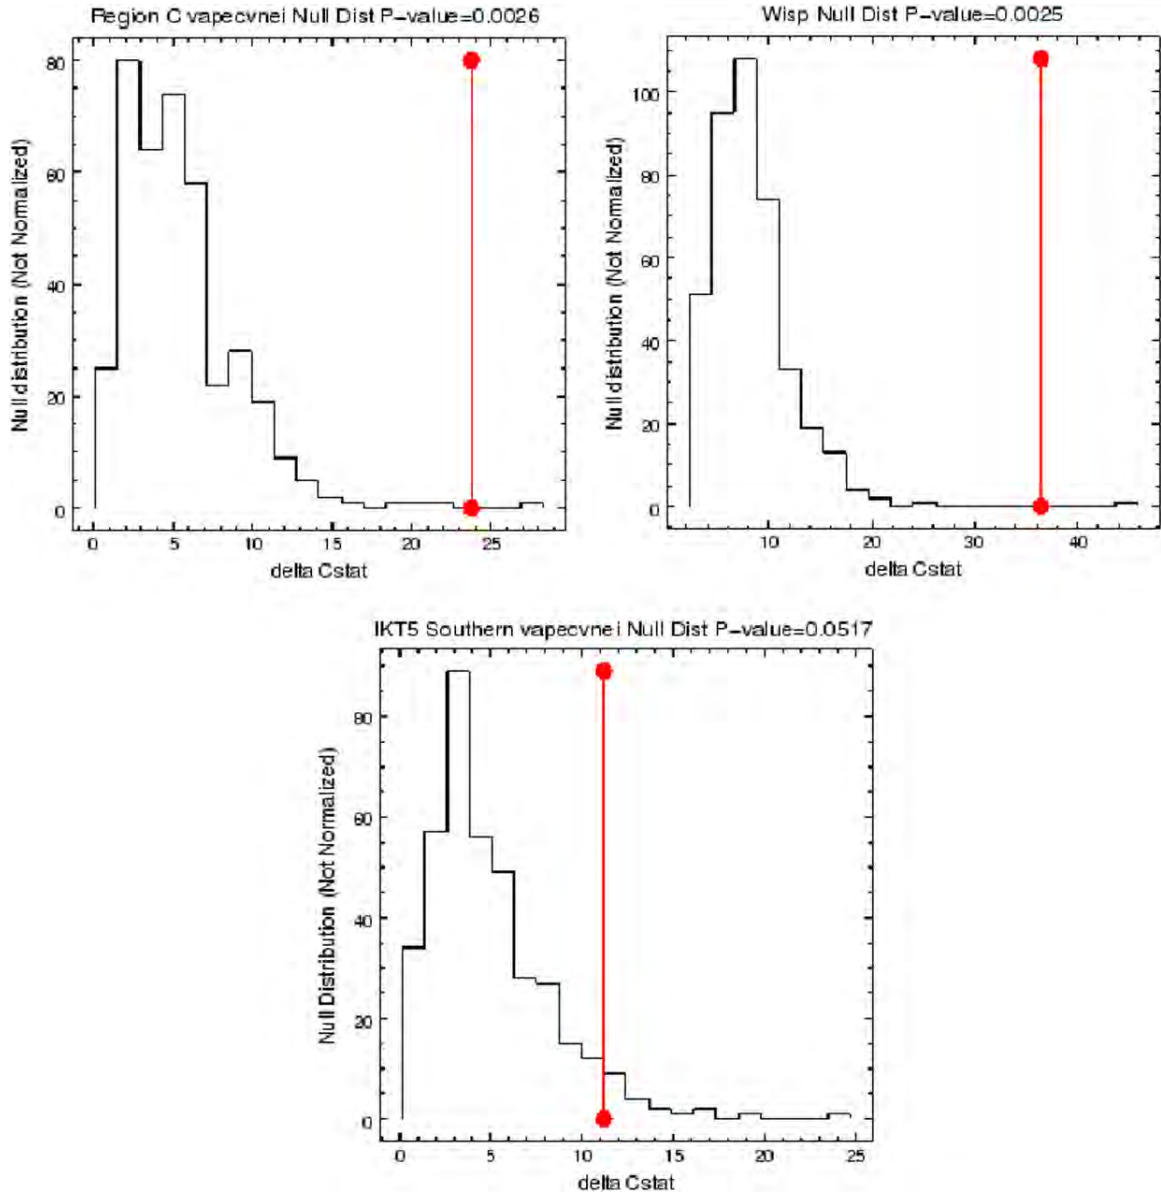 Region C vapecvnei Null Dist P-value=0.0026
Null distribution (Not Normalized)
80
60
40
20
0
0 5 10 15 20 25
delta Cstat
Wisp Null Dist P-value=0.0025
Null distribution (Not Normalized)
100
80
60
40
20
0
10 20 30 40
delta Cstat
IKT5 Southern vapecvnei Null Dist P-value=0.0517
Null Distribution (Not Normalized)
80
60
40
20
0
0 5 10 15 20 25
delta Cstat